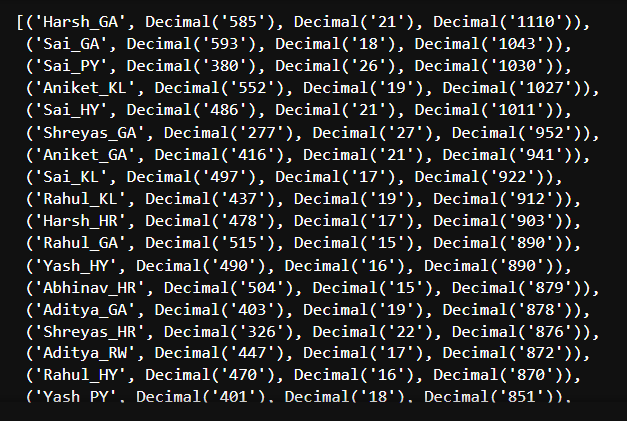 [('Harsh_GA', Decimal('585'), Decimal('21'), Decimal('1110')),
('Sai_GA', Decimal('593'), Decimal('18'), Decimal('1043')),
('Sai_PY', Decimal('380'), Decimal('26'), Decimal('1030')),
('Aniket_KL', Decimal('552'), Decimal('19'), Decimal('1027')),
('Sai_HY', Decimal('486'), Decimal('21'), Decimal('1011')),
('Shreyas_GA', Decimal('277'), Decimal('27'), Decimal('952')),
('Aniket_GA', Decimal('416'), Decimal('21'), Decimal('941')),
('Sai_KL', Decimal('497'), Decimal('17'), Decimal('922')),
('Rahul_KL', Decimal('437'), Decimal('19'), Decimal('912')),
('Harsh_HR', Decimal('478'), Decimal('17'), Decimal('903')),
('Rahul_GA', Decimal('515'), Decimal('15'), Decimal('890')),
('Yash_HY', Decimal('490'), Decimal('16'), Decimal('890')),
('Abhinav_HR', Decimal('504'), Decimal('15'), Decimal('879')),
('Aditya_GA', Decimal('403'), Decimal('19'), Decimal('878')),
('Shreyas_HR', Decimal('326'), Decimal('22'), Decimal('876')),
('Aditya_RW', Decimal('447'), Decimal('17'), Decimal('872')),
('Rahul_HY', Decimal('470'), Decimal('16'), Decimal('870')),
('Yash_PY', Decimal('401'), Decimal('18'), Decimal('851')),